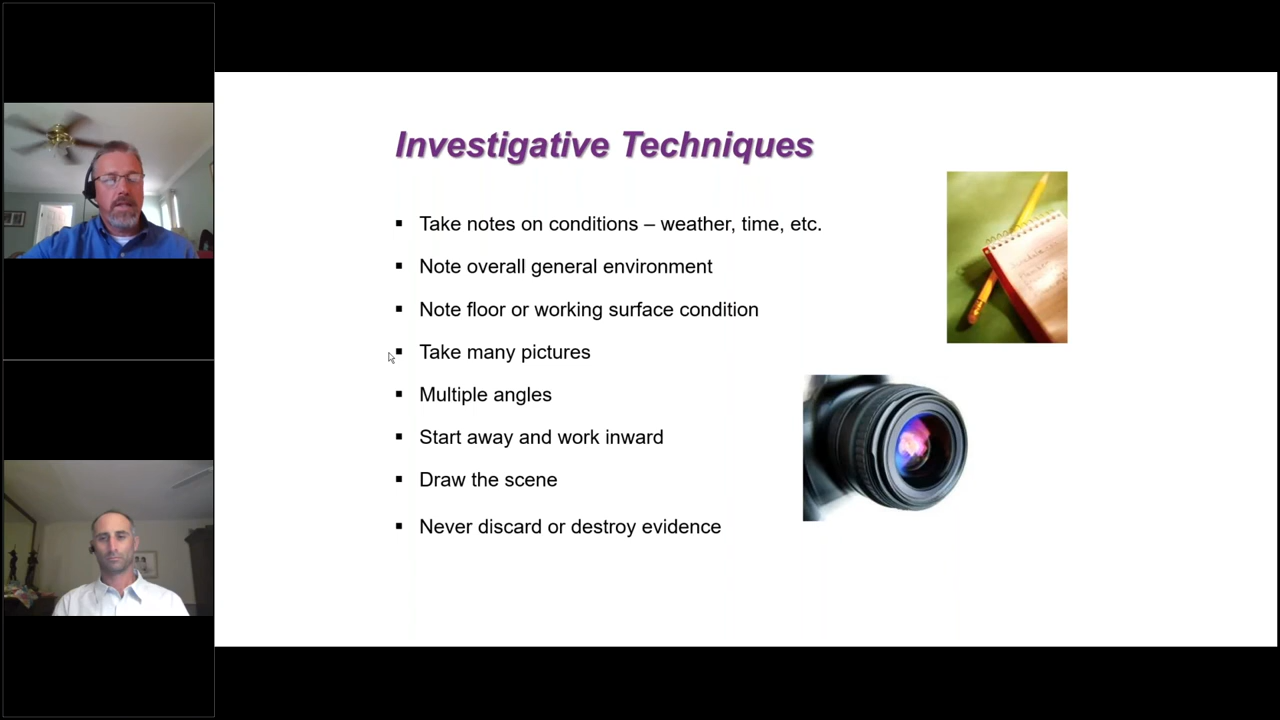 Investigative Techniques
▪ Take notes on conditions – weather, time, etc.
▪ Note overall general environment
▪ Note floor or working surface condition
▪ Take many pictures
▪ Multiple angles
▪ Start away and work inward
▪ Draw the scene
▪ Never discard or destroy evidence